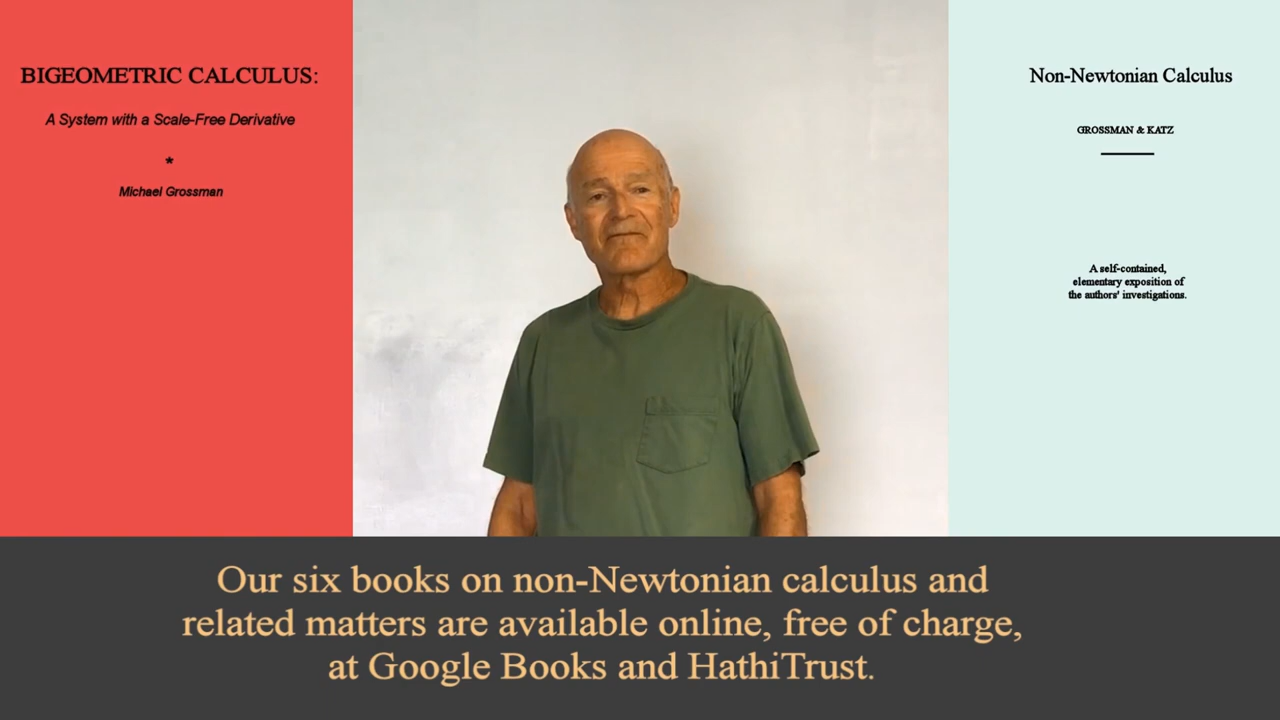 BIGEOMETRIC CALCULUS:
A System with a Scale-Free Derivative
*
Michael Grossman
Non-Newtonian Calculus
GROSSMAN & KATZ
A self-contained,
elementary exposition of
the authors' investigations.
Our six books on non-Newtonian calculus and
related matters are available online, free of charge,
at Google Books and HathiTrust.